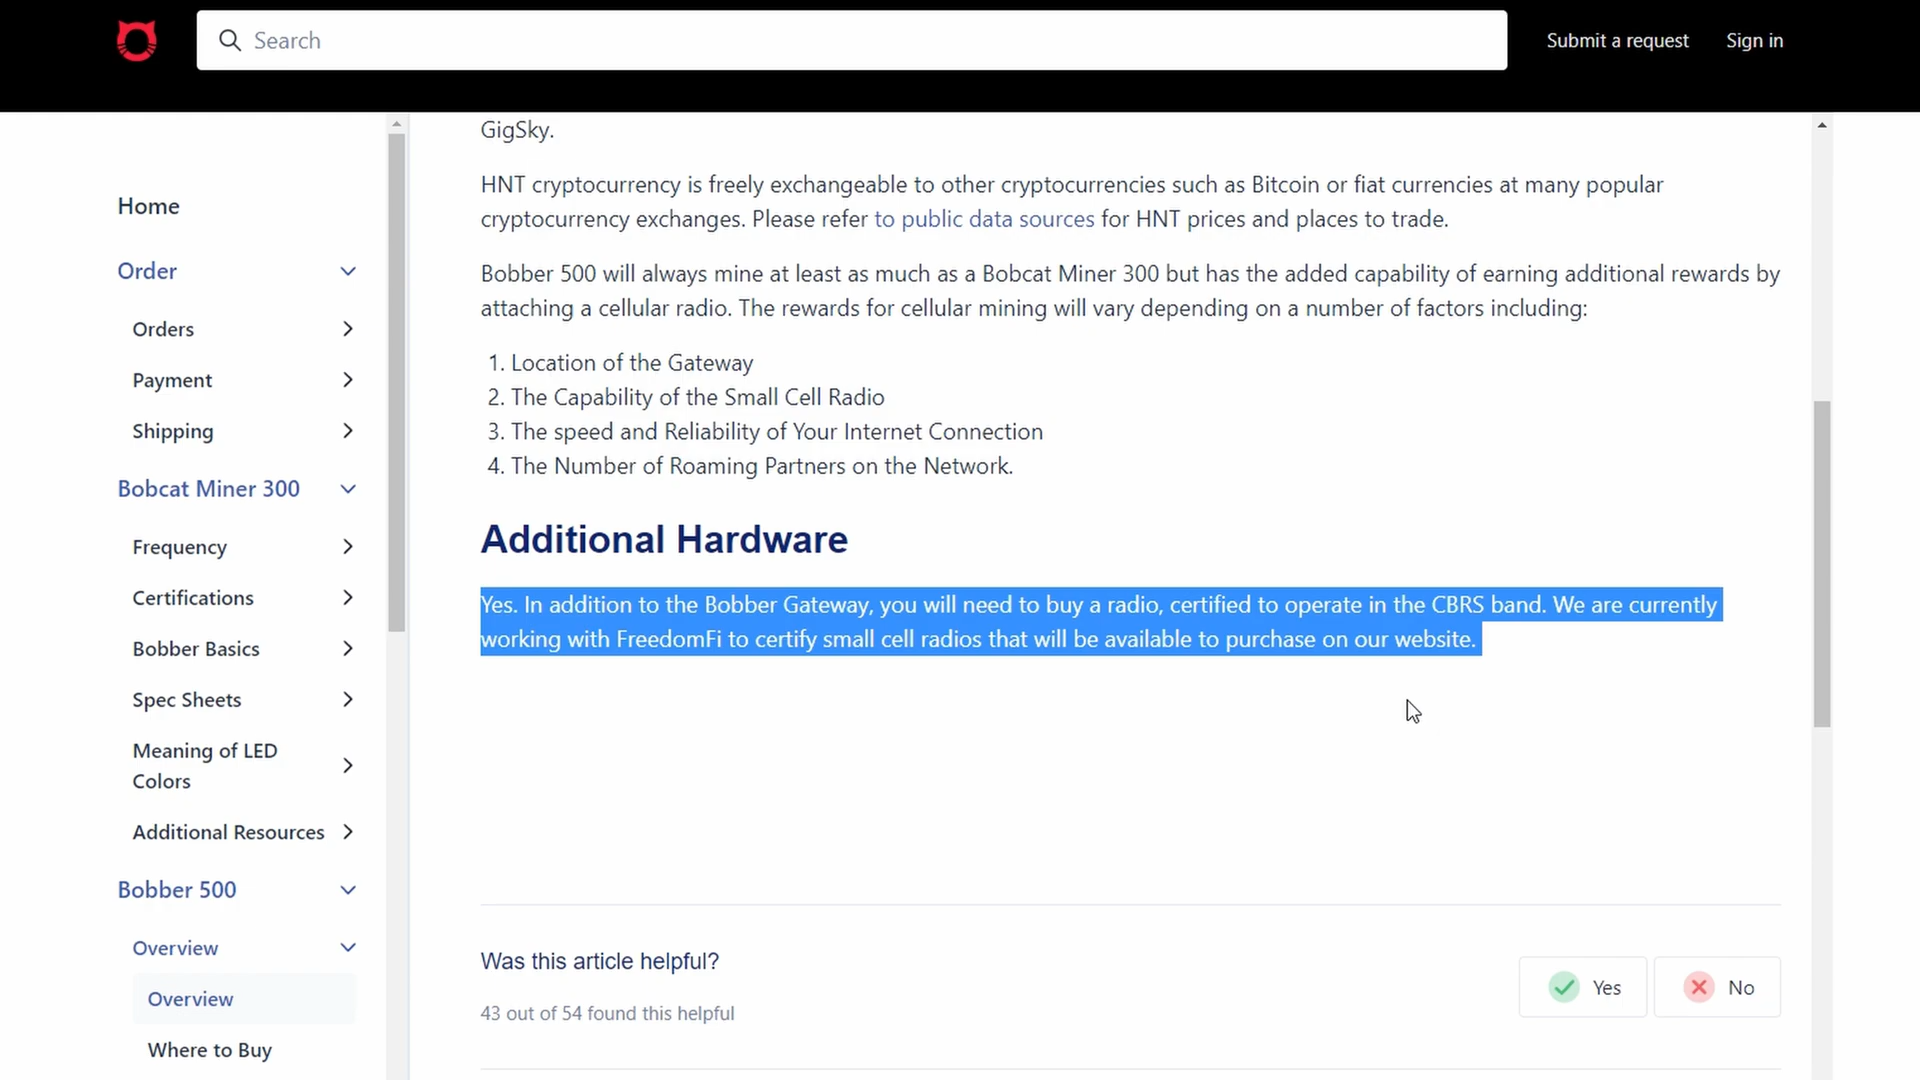 Search
Submit a request
Sign in
Home
Order
Orders
Payment
Shipping
Bobcat Miner 300
Frequency
Certifications
Bobber Basics
Spec Sheets
Meaning of LED
Colors
Additional Resources
Bobber 500
Overview
Overview
Where to Buy
GigSky.
HNT cryptocurrency is freely exchangeable to other cryptocurrencies such as Bitcoin or fiat currencies at many popular
cryptocurrency exchanges. Please refer to public data sources for HNT prices and places to trade.
Bobber 500 will always mine at least as much as a Bobcat Miner 300 but has the added capability of earning additional rewards by
attaching a cellular radio. The rewards for cellular mining will vary depending on a number of factors including:
1. Location of the Gateway
2. The Capability of the Small Cell Radio
3. The speed and Reliability of Your Internet Connection
4. The Number of Roaming Partners on the Network.
Additional Hardware
Yes. In addition to the Bobber Gateway, you will need to buy a radio, certified to operate in the CBRS band. We are currently
working with FreedomFi to certify small cell radios that will be available to purchase on our website.
Was this article helpful?
43 out of 54 found this helpful
Yes
No